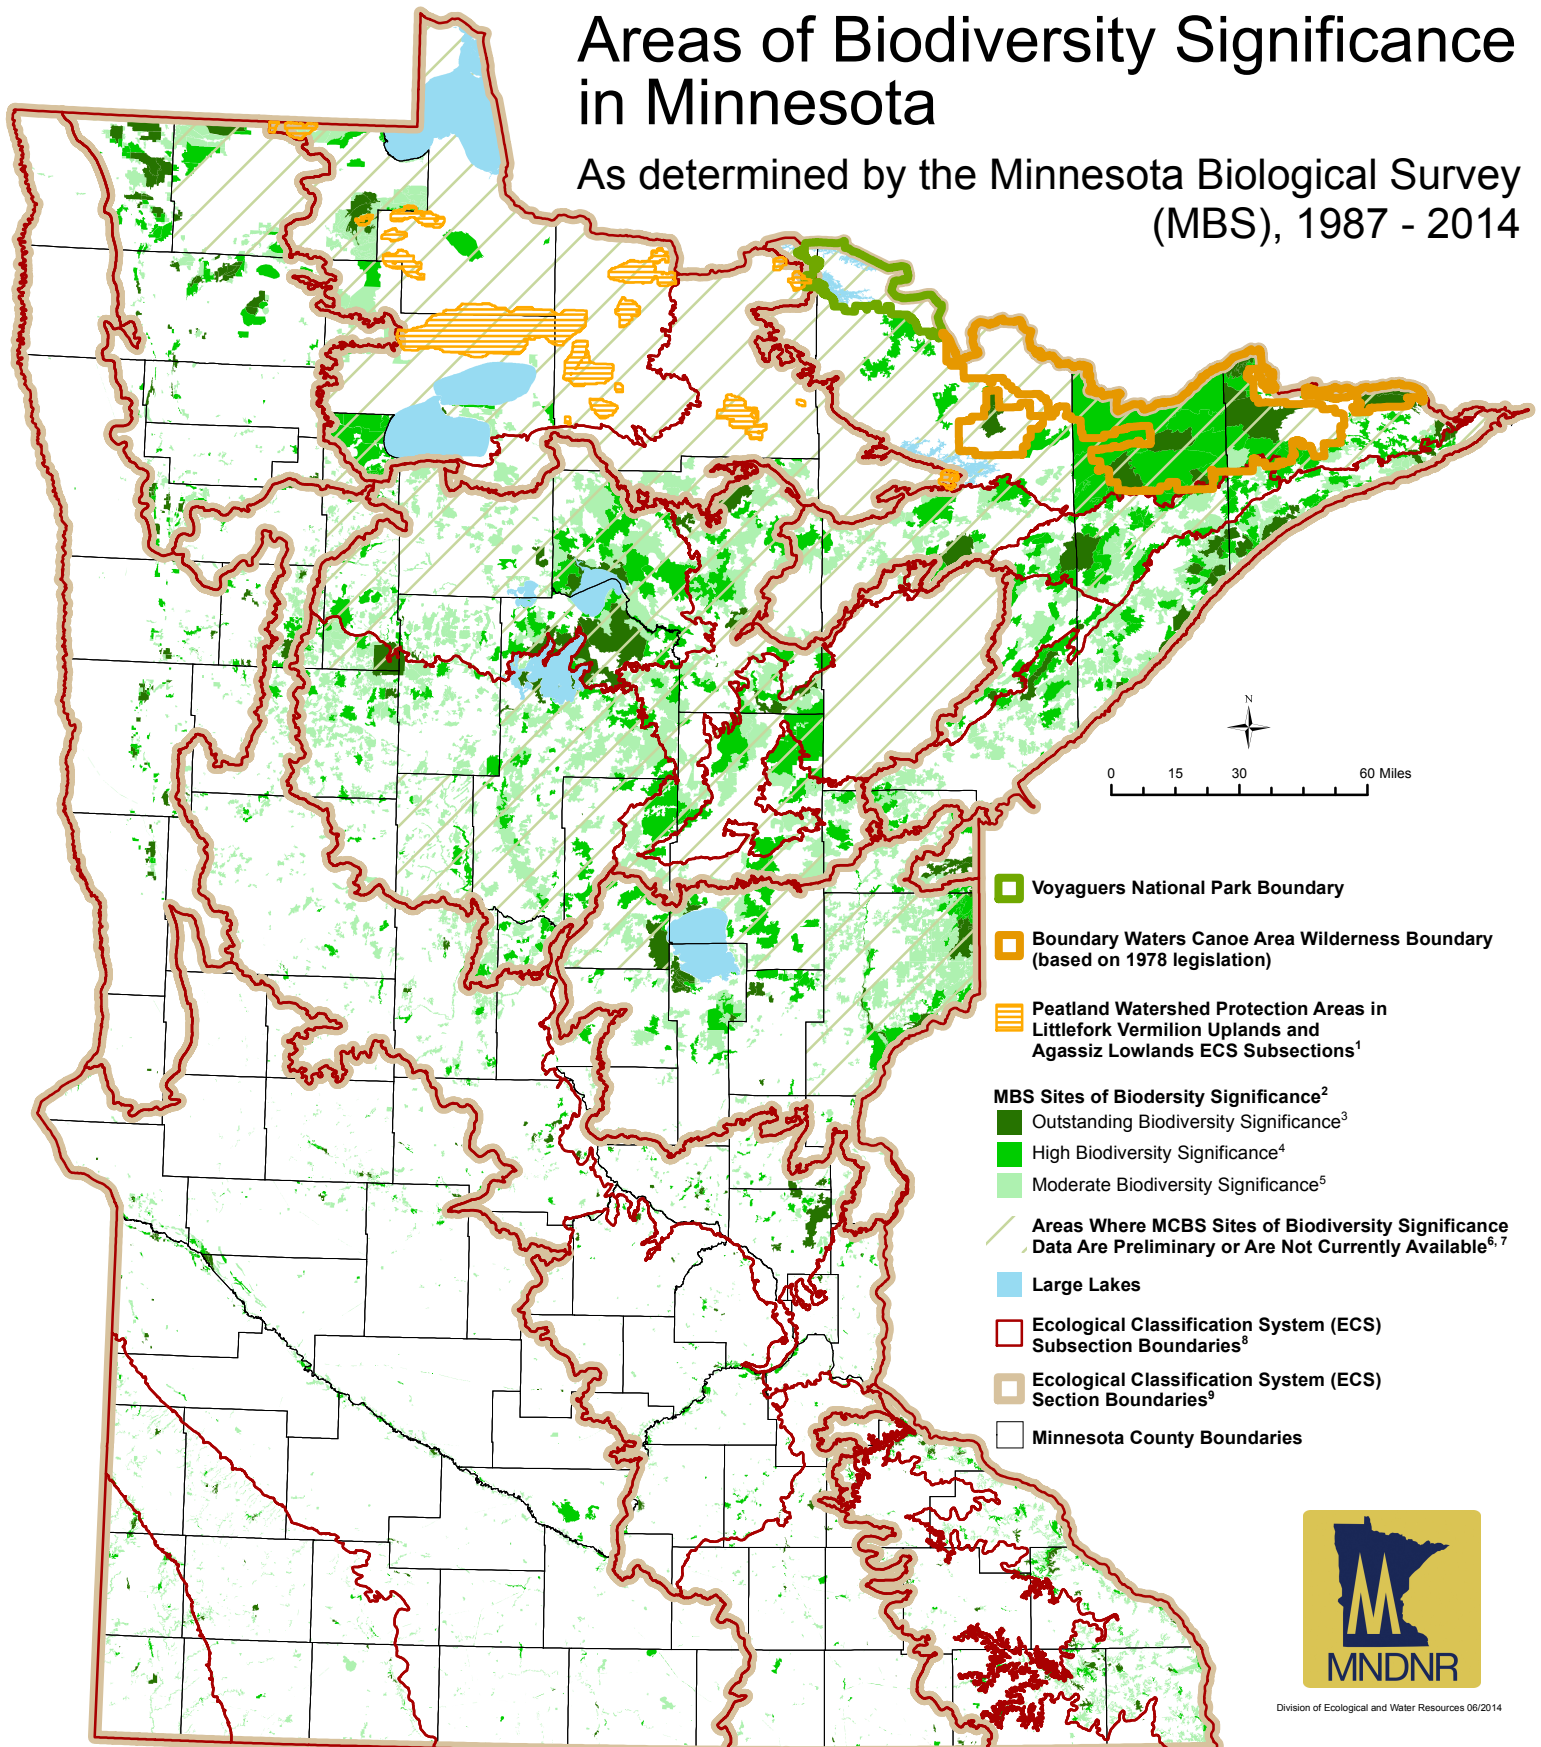 Areas of Biodiversity Significance
in Minnesota
As determined by the Minnesota Biological Survey
(MBS), 1987 - 2014
N
0 15 30 60 Miles
Voyaguers National Park Boundary
Boundary Waters Canoe Area Wilderness Boundary
(based on 1978 legislation)
Peatland Watershed Protection Areas in
Littlefork Vermilion Uplands and
Agassiz Lowlands ECS Subsections¹
MBS Sites of Biodersity Significance²
Outstanding Biodiversity Significance³
High Biodiversity Significance⁴
Moderate Biodiversity Significance⁵
Areas Where MCBS Sites of Biodiversity Significance
Data Are Preliminary or Are Not Currently Available⁶, ⁷
Large Lakes
Ecological Classification System (ECS)
Subsection Boundaries⁸
Ecological Classification System (ECS)
Section Boundaries⁹
Minnesota County Boundaries
MNDNR
Division of Ecological and Water Resources 06/2014